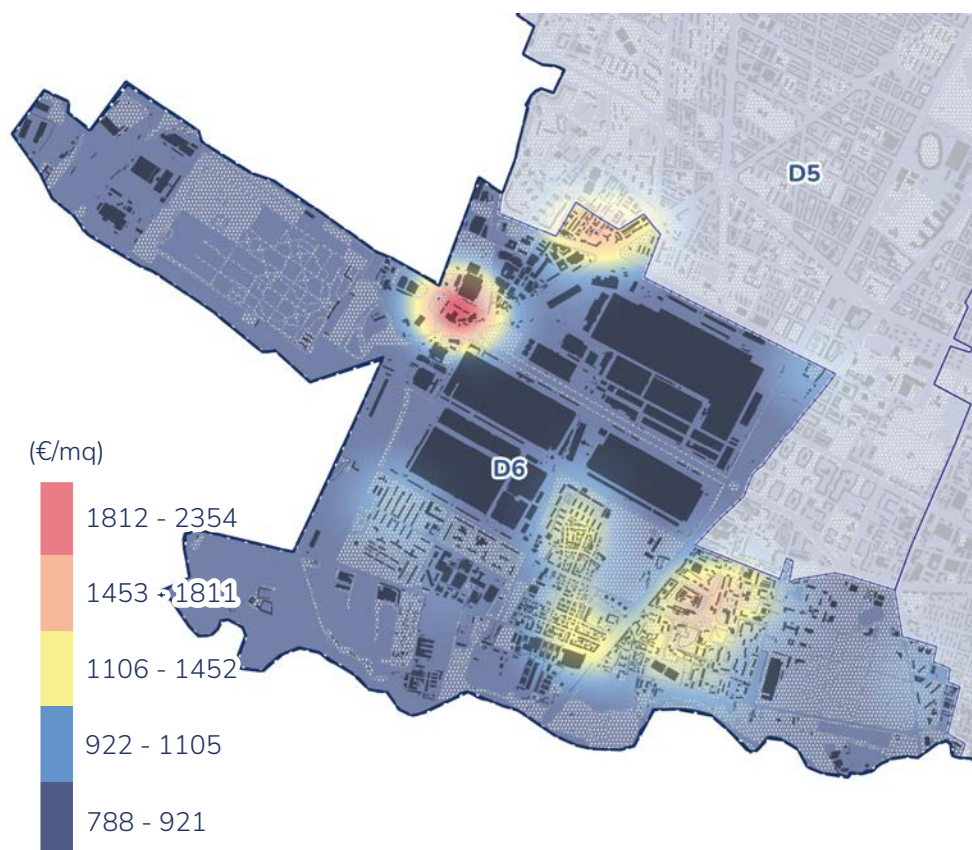 D5
D6
(€/mq)
1812 - 2354
1453 - 1811
1106 - 1452
922 - 1105
788 - 921